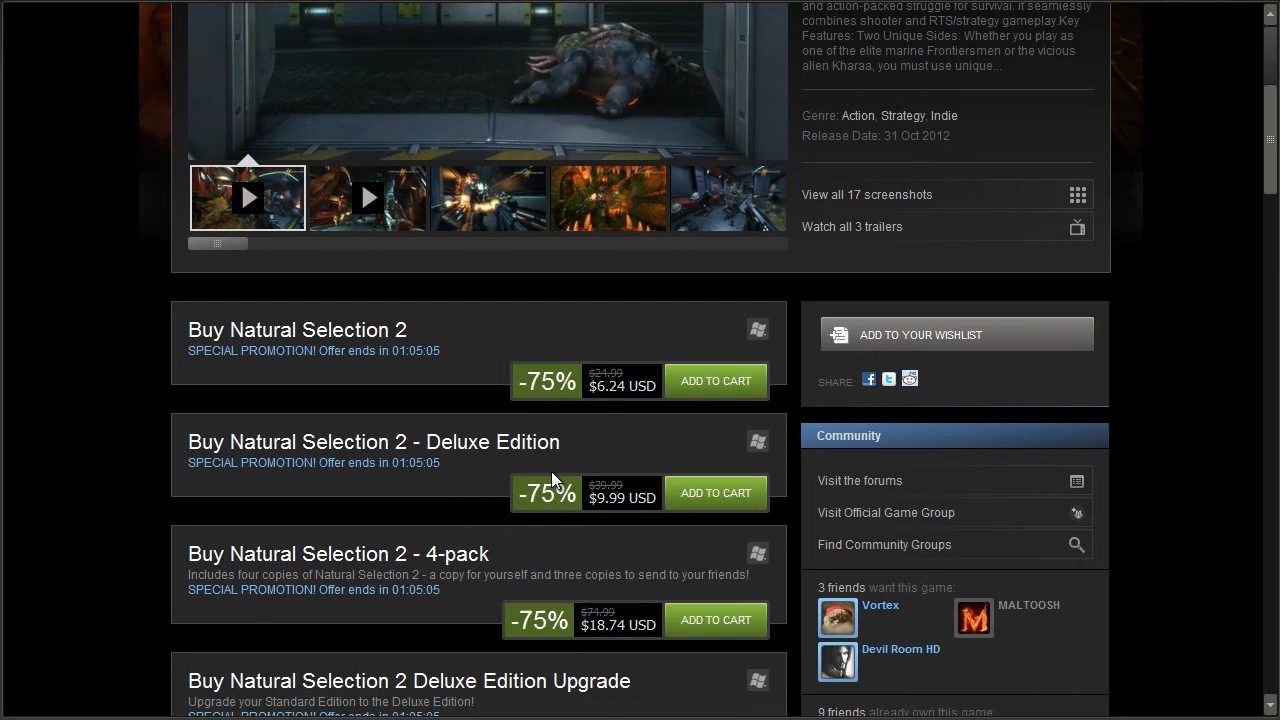 and action-packed struggle for survival. It seamlessly
combines shooter and RTS/strategy gameplay.Key
Features: Two Unique Sides: Whether you play as
one of the elite marine Frontiersmen or the vicious
alien Kharaa, you must use unique...
Genre: Action, Strategy, Indie
Release Date: 31 Oct 2012
View all 17 screenshots
Watch all 3 trailers
Buy Natural Selection 2
SPECIAL PROMOTION! Offer ends in 01:05:05
-75% $24.99 $6.24 USD ADD TO CART
Buy Natural Selection 2 - Deluxe Edition
SPECIAL PROMOTION! Offer ends in 01:05:05
-75% $39.99 $9.99 USD ADD TO CART
Buy Natural Selection 2 - 4-pack
Includes four copies of Natural Selection 2 - a copy for yourself and three copies to send to your friends!
SPECIAL PROMOTION! Offer ends in 01:05:05
-75% $74.99 $18.74 USD ADD TO CART
Buy Natural Selection 2 Deluxe Edition Upgrade
Upgrade your Standard Edition to the Deluxe Edition!
SPECIAL PROMOTION! Offer ends in 01:05:05
ADD TO YOUR WISHLIST
SHARE:
Community
Visit the forums
Visit Official Game Group
Find Community Groups
3 friends want this game:
Vortex
MALTOOSH
Devil Room HD
9 friends already own this game: